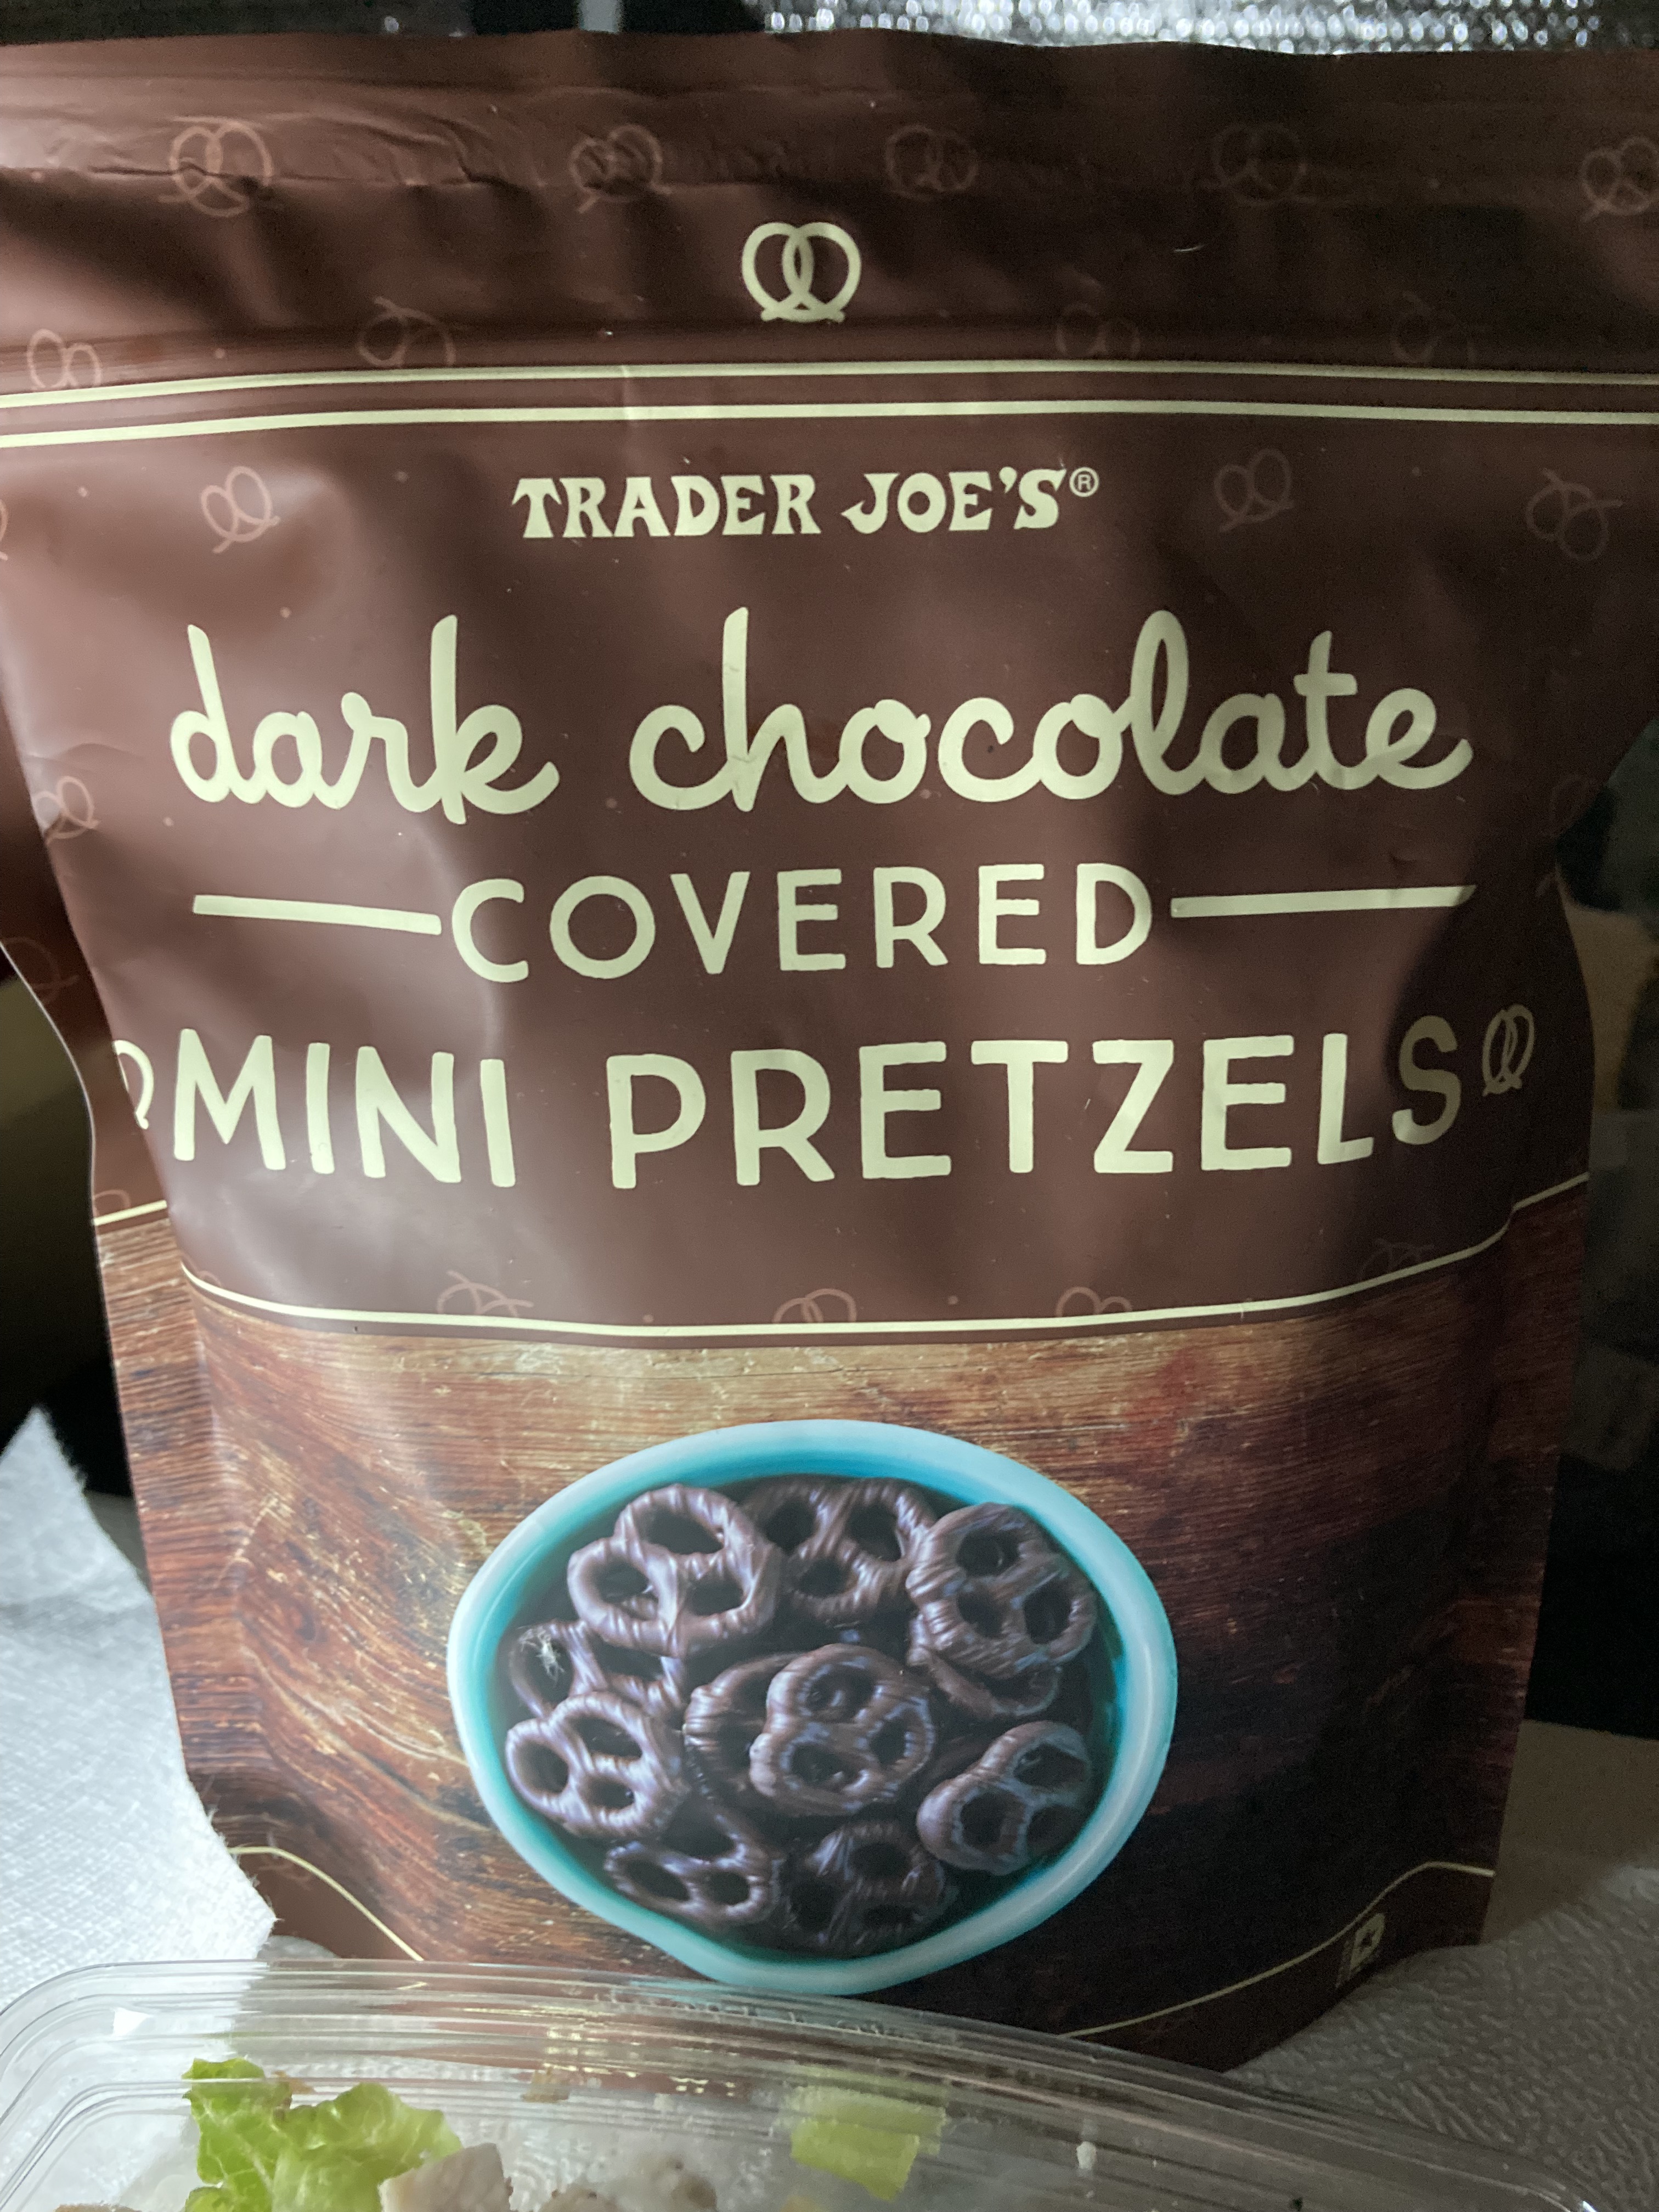 TRADER JOE'S®
dark chocolate
COVERED
MINI PRETZELS